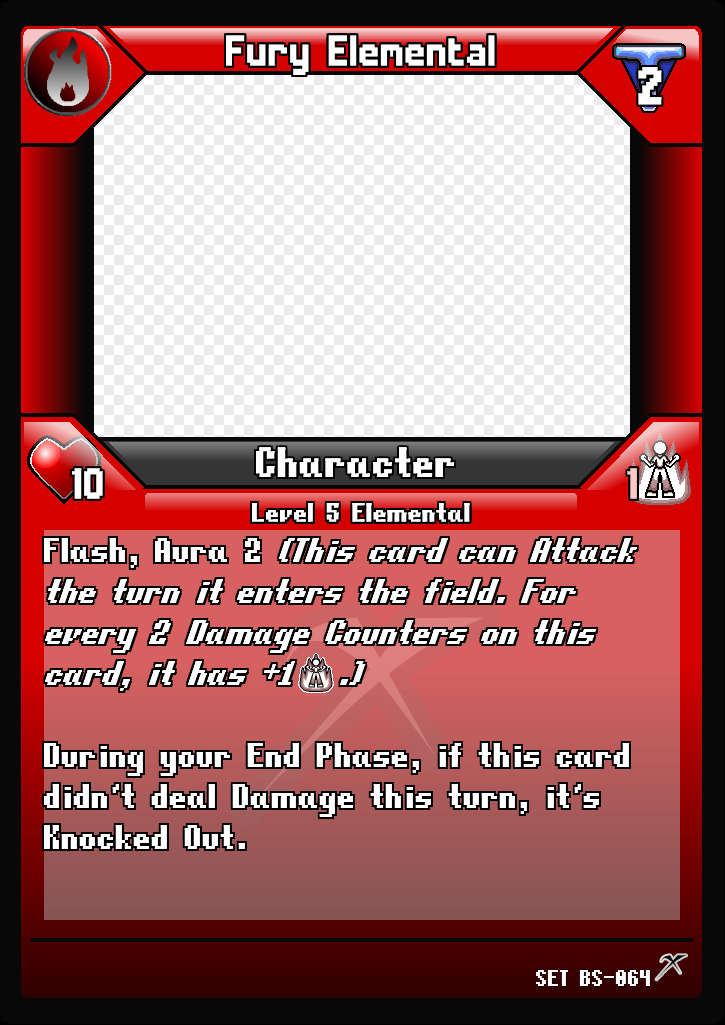 Fury Elemental
2
Character
10
1
Level 5 Elemental
Flash, Aura 2 (This card can Attack
the turn it enters the field. For
every 2 Damage Counters on this
card, it has +1 .)
During your End Phase, if this card
didn't deal Damage this turn, it's
Knocked Out.
SET BS-064